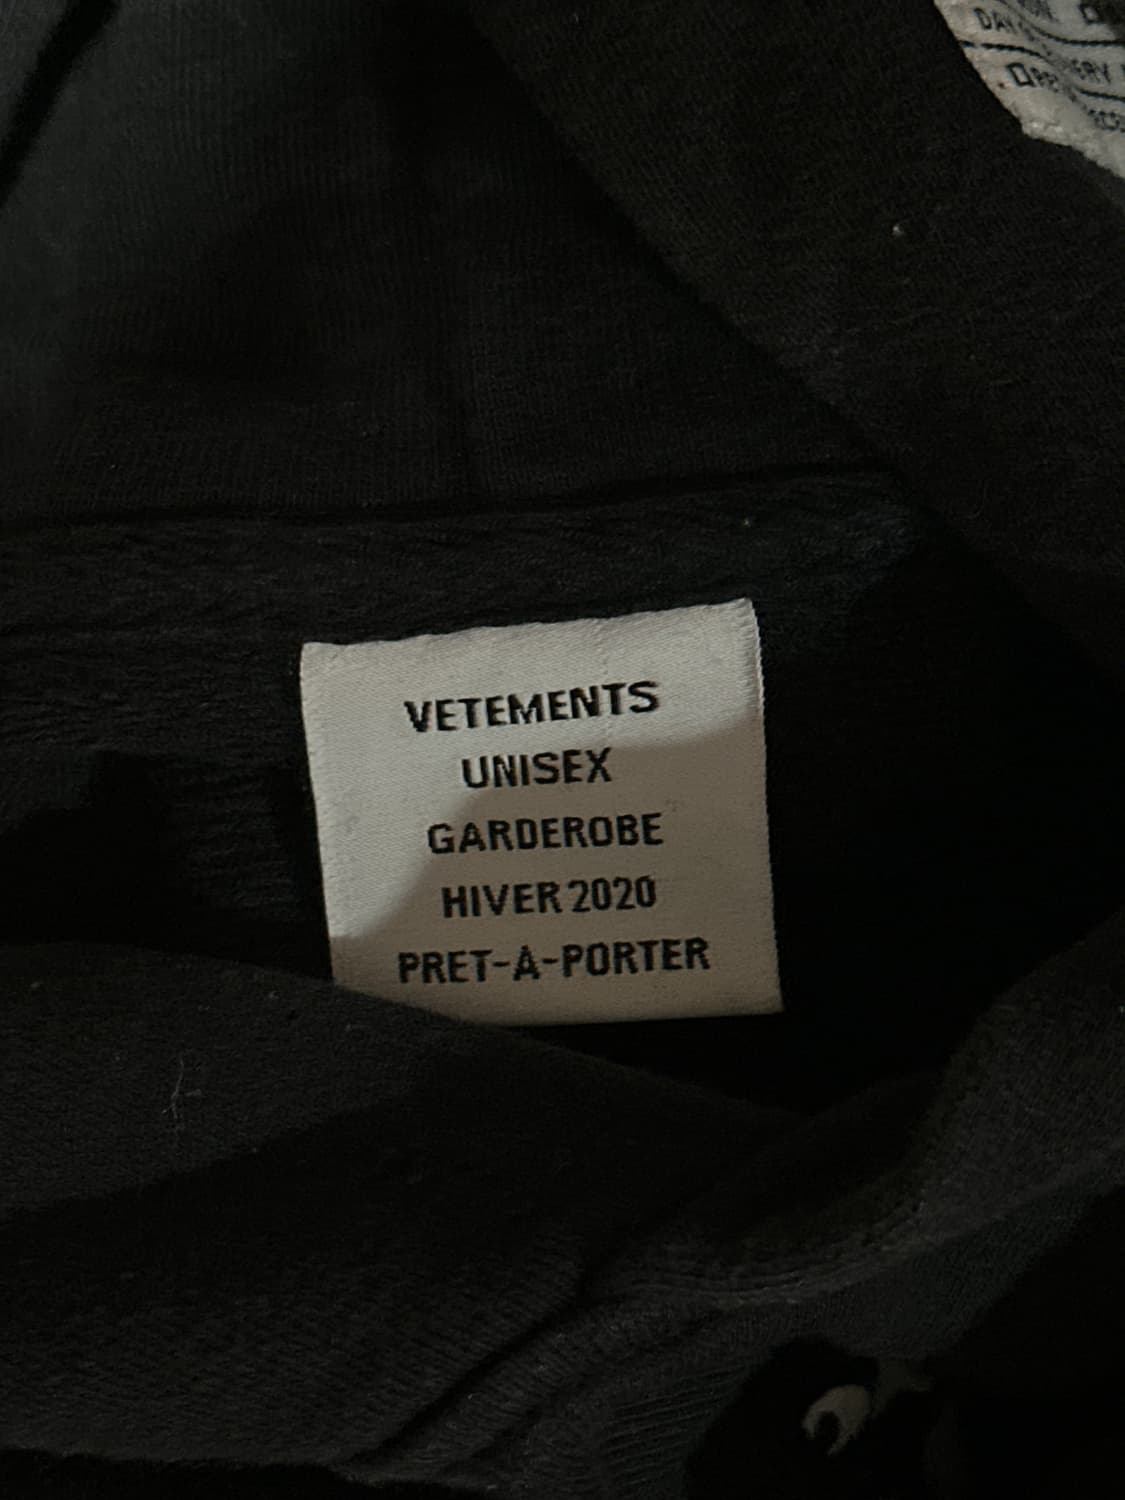 VETEMENTS
UNISEX
GARDEROBE
HIVER 2020
PRET-A-PORTER